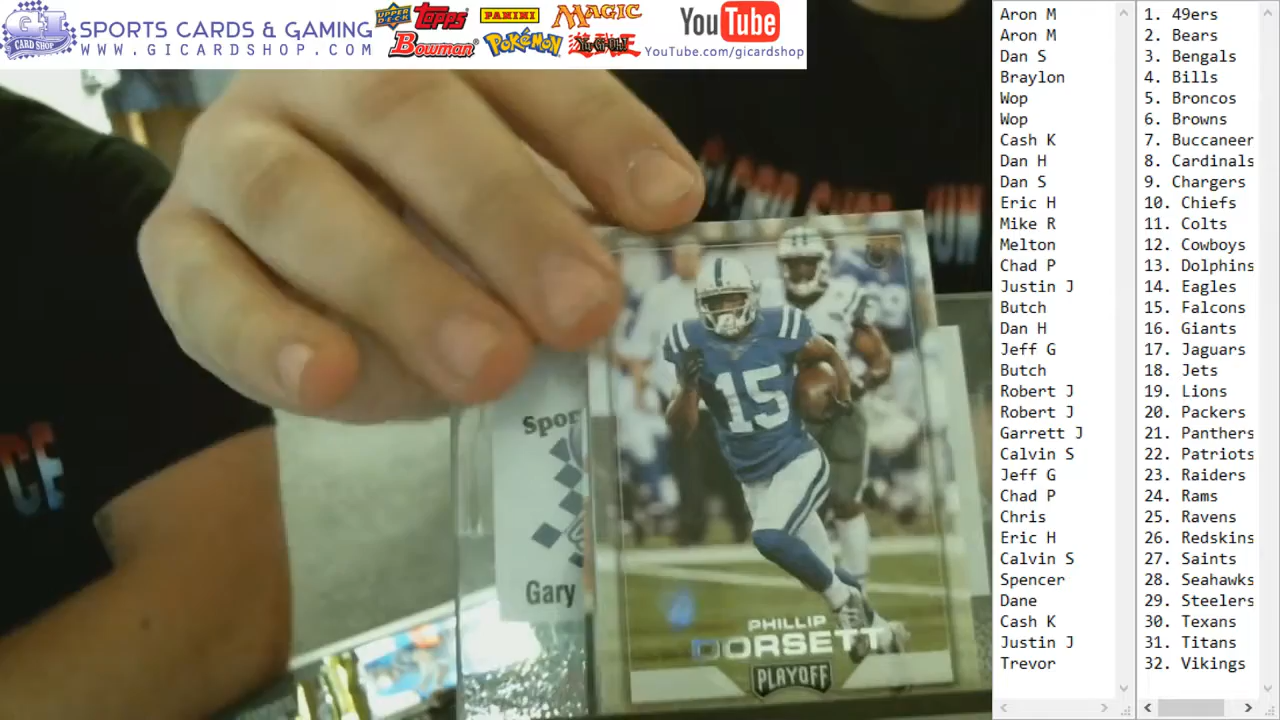 SPORTS CARDS & GAMING
WWW.GICARDSHOP.COM
GI
CARD SHOP
UPPER DECK
Topps
Bowman
PANINI
Pokémon
MAGIC
Yu-Gi-Oh!
YouTube
YouTube.com/gicardshop
Aron M
Aron M
Dan S
Braylon
Wop
Wop
Cash K
Dan H
Dan S
Eric H
Mike R
Melton
Chad P
Justin J
Butch
Dan H
Jeff G
Butch
Robert J
Robert J
Garrett J
Calvin S
Jeff G
Chad P
Chris
Eric H
Calvin S
Spencer
Dane
Cash K
Justin J
Trevor
1. 49ers
2. Bears
3. Bengals
4. Bills
5. Broncos
6. Browns
7. Buccaneer
8. Cardinals
9. Chargers
10. Chiefs
11. Colts
12. Cowboys
13. Dolphins
14. Eagles
15. Falcons
16. Giants
17. Jaguars
18. Jets
19. Lions
20. Packers
21. Panthers
22. Patriots
23. Raiders
24. Rams
25. Ravens
26. Redskins
27. Saints
28. Seahawks
29. Steelers
30. Texans
31. Titans
32. Vikings
15
Spor
Gary
PHILLIP
DORSETT
PLAYOFF
CE